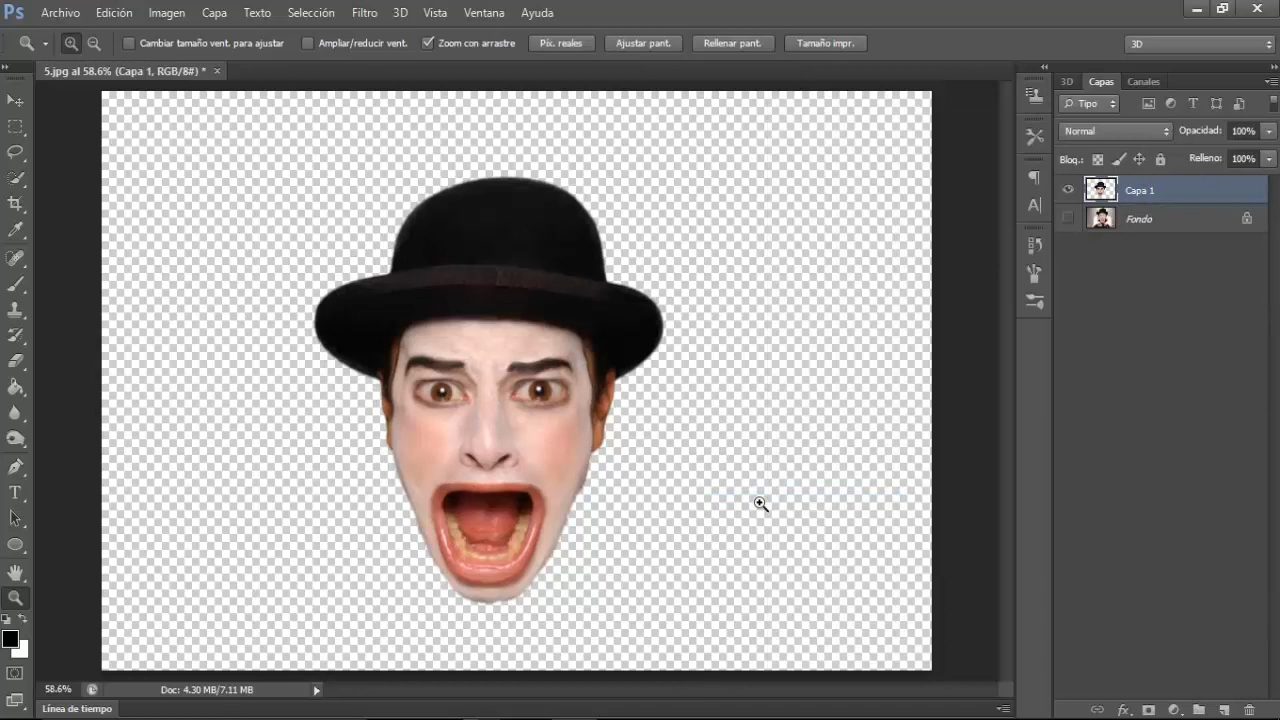 Ps Archivo Edición Imagen Capa Texto Selección Filtro 3D Vista Ventana Ayuda
Cambiar tamaño vent. para ajustar Ampliar/reducir vent. Zoom con arrastre Píx. reales Ajustar pant. Rellenar pant. Tamaño impr. 3D
5.jpg al 58.6% (Capa 1, RGB/8#) * ×
3D Capas Canales
Tipo
Normal Opacidad: 100%
Bloq.: Relleno: 100%
Capa 1
Fondo
58.6% Doc: 4.30 MB/7.11 MB
Línea de tiempo